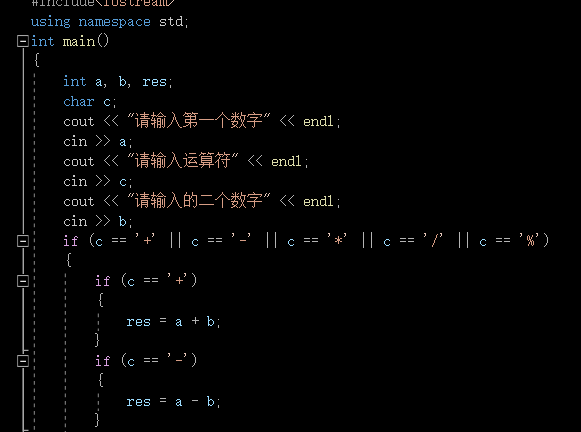 #include<iostream>
using namespace std;
int main()
{
int a, b, res;
char c;
cout << "请输入第一个数字" << endl;
cin >> a;
cout << "请输入运算符" << endl;
cin >> c;
cout << "请输入的二个数字" << endl;
cin >> b;
if (c == '+' || c == '-' || c == '*' || c == '/' || c == '%')
{
if (c == '+')
{
res = a + b;
}
if (c == '-')
{
res = a - b;
}